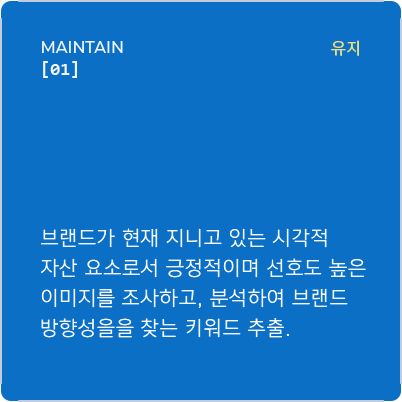 MAINTAIN 유지
[01]
브랜드가 현재 지니고 있는 시각적
자산 요소로서 긍정적이며 선호도 높은
이미지를 조사하고, 분석하여 브랜드
방향성을을 찾는 키워드 추출.